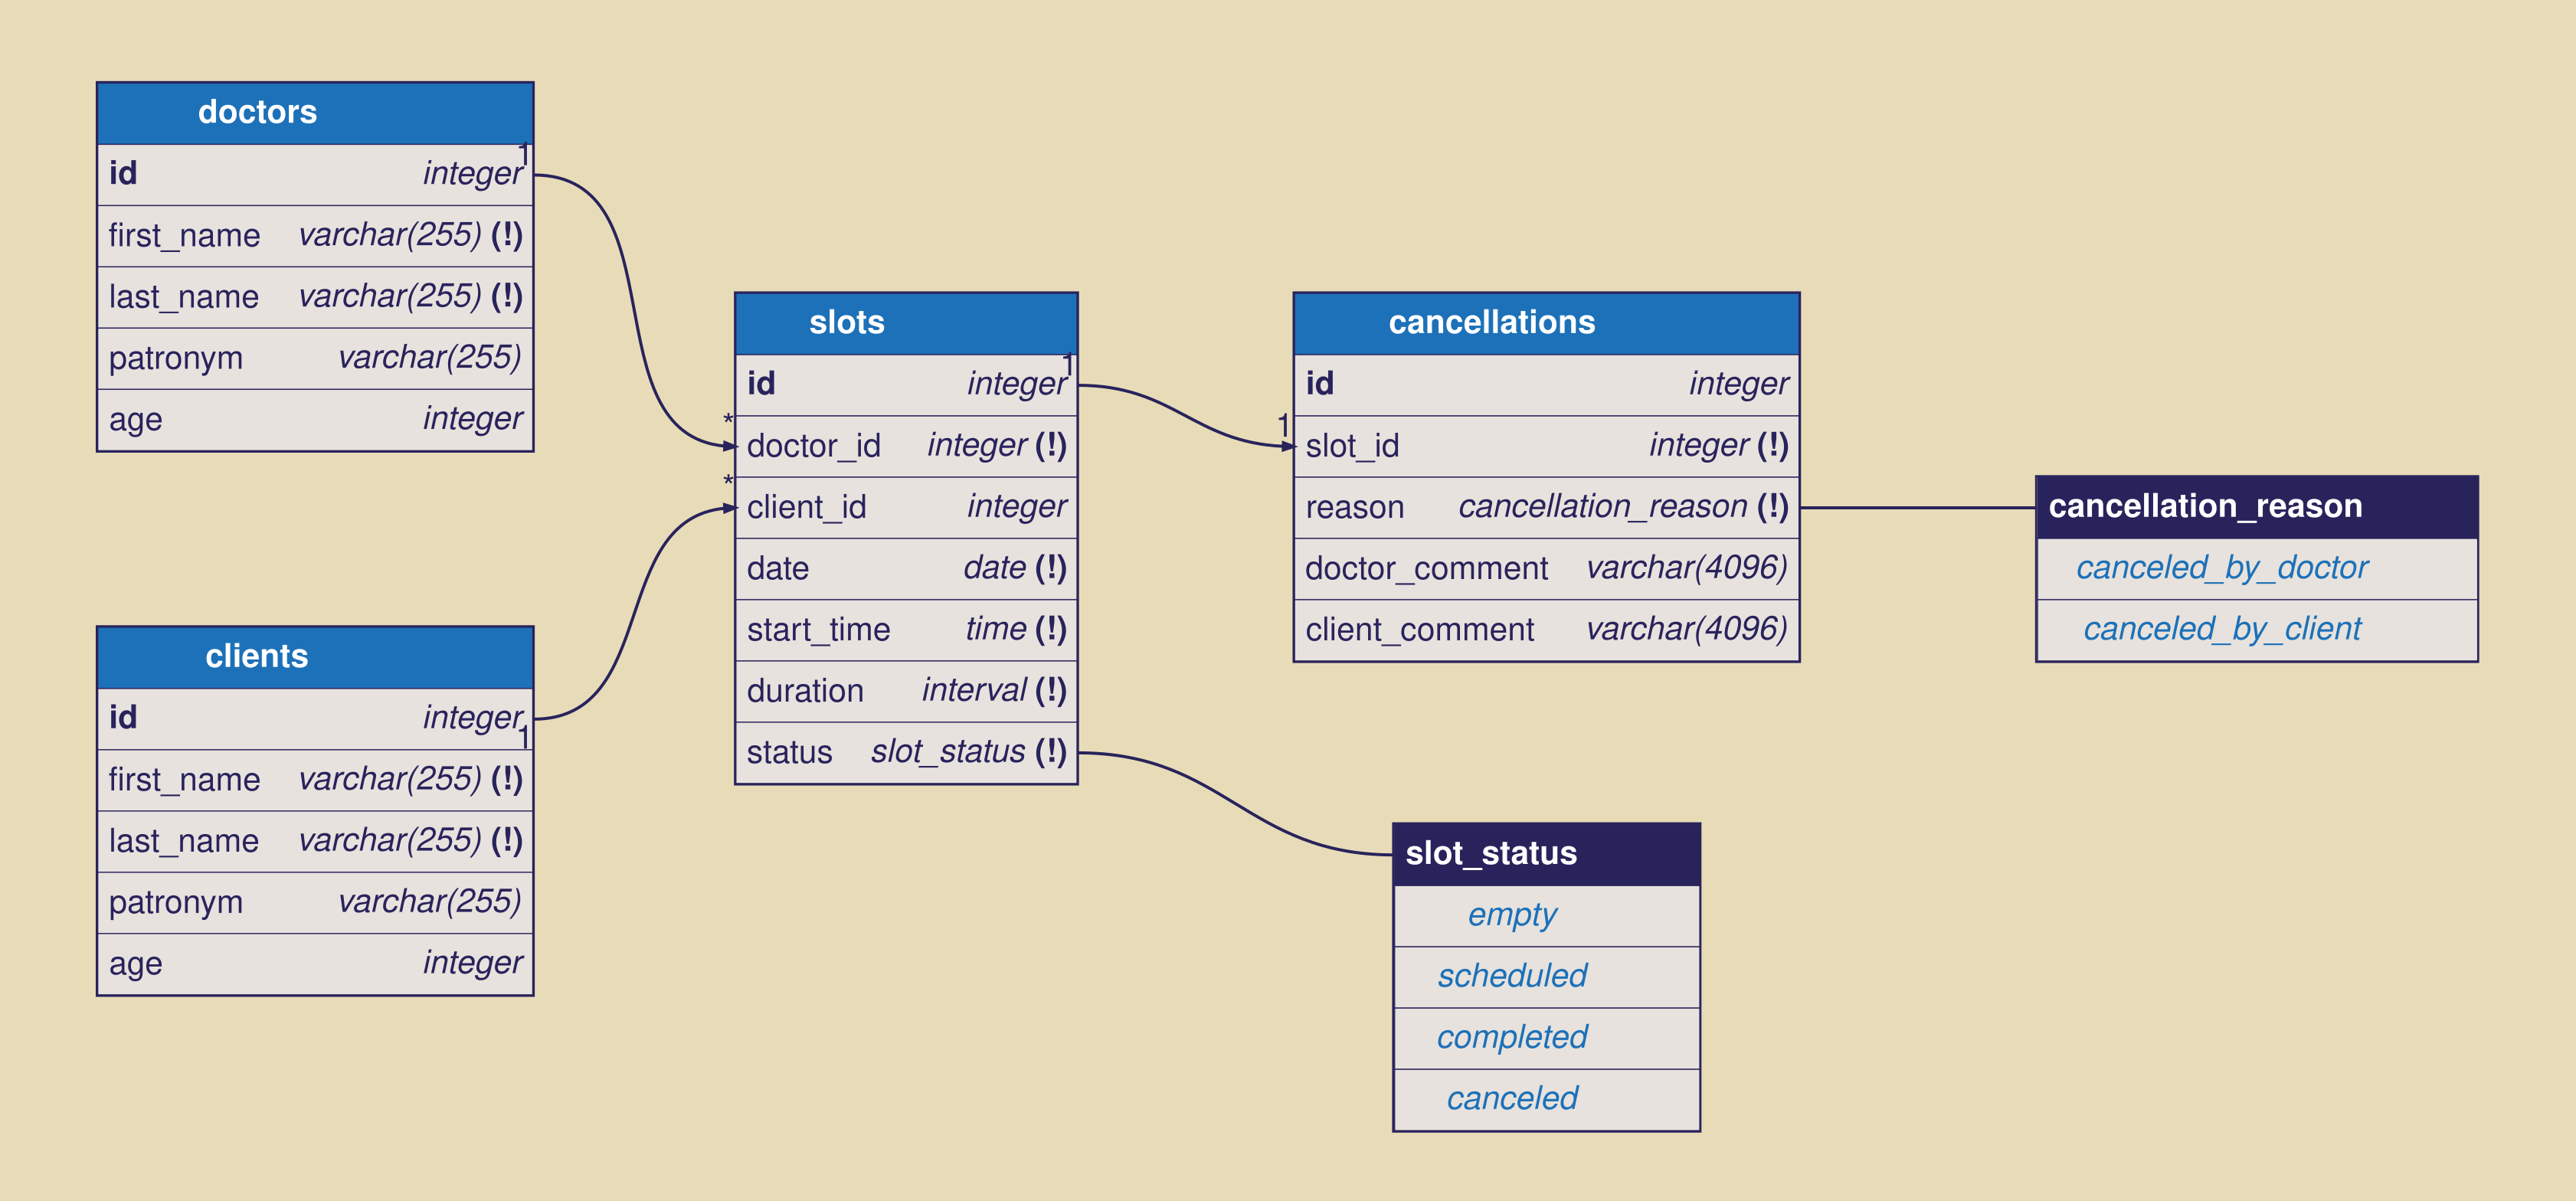 doctors
id integer 1
first_name varchar(255) (!)
last_name varchar(255) (!)
patronym varchar(255)
age integer
clients
id integer 1
first_name varchar(255) (!)
last_name varchar(255) (!)
patronym varchar(255)
age integer
slots
id integer 1
* doctor_id integer (!)
* client_id integer
date date (!)
start_time time (!)
duration interval (!)
status slot_status (!)
cancellations
id integer
1 slot_id integer (!)
reason cancellation_reason (!)
doctor_comment varchar(4096)
client_comment varchar(4096)
cancellation_reason
canceled_by_doctor
canceled_by_client
slot_status
empty
scheduled
completed
canceled